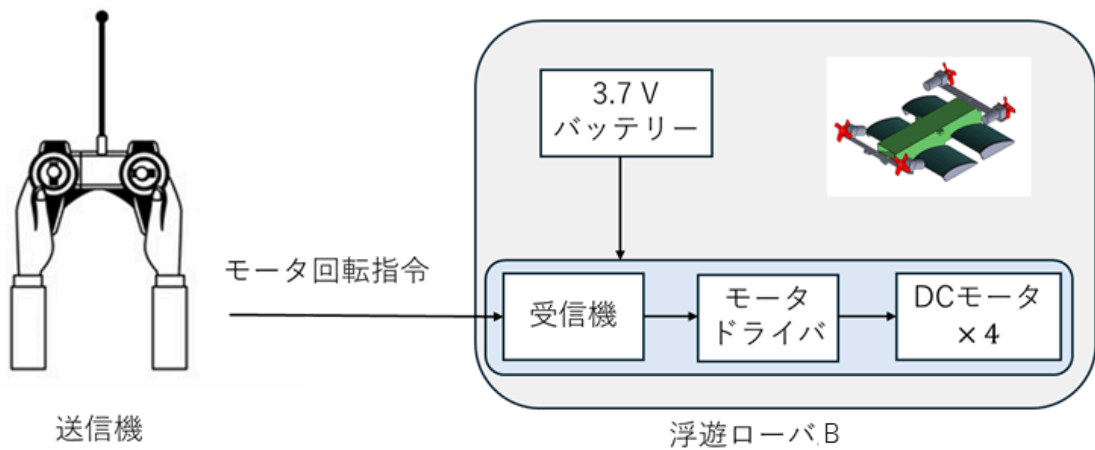 3.7 V
バッテリー
モータ回転指令
受信機
モータ
ドライバ
DCモータ
×4
送信機
浮遊ローバB